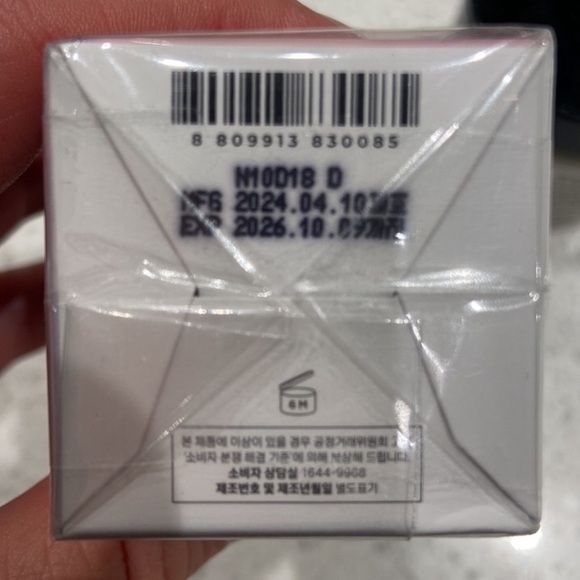 8 809913 830085
N10D18 D
MFG 2024.04.10제조
EXP 2026.10.09까지
6M
본 제품에 이상이 있을 경우 공정거래위원회 고시
'소비자 분쟁 해결 기준'에 의해 보상해 드립니다.
소비자 상담실 1644-9968
제조번호 및 제조년월일 별도표기